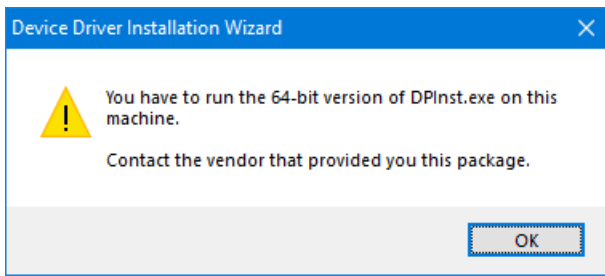 Device Driver Installation Wizard
You have to run the 64-bit version of DPInst.exe on this
machine.
Contact the vendor that provided you this package.
OK